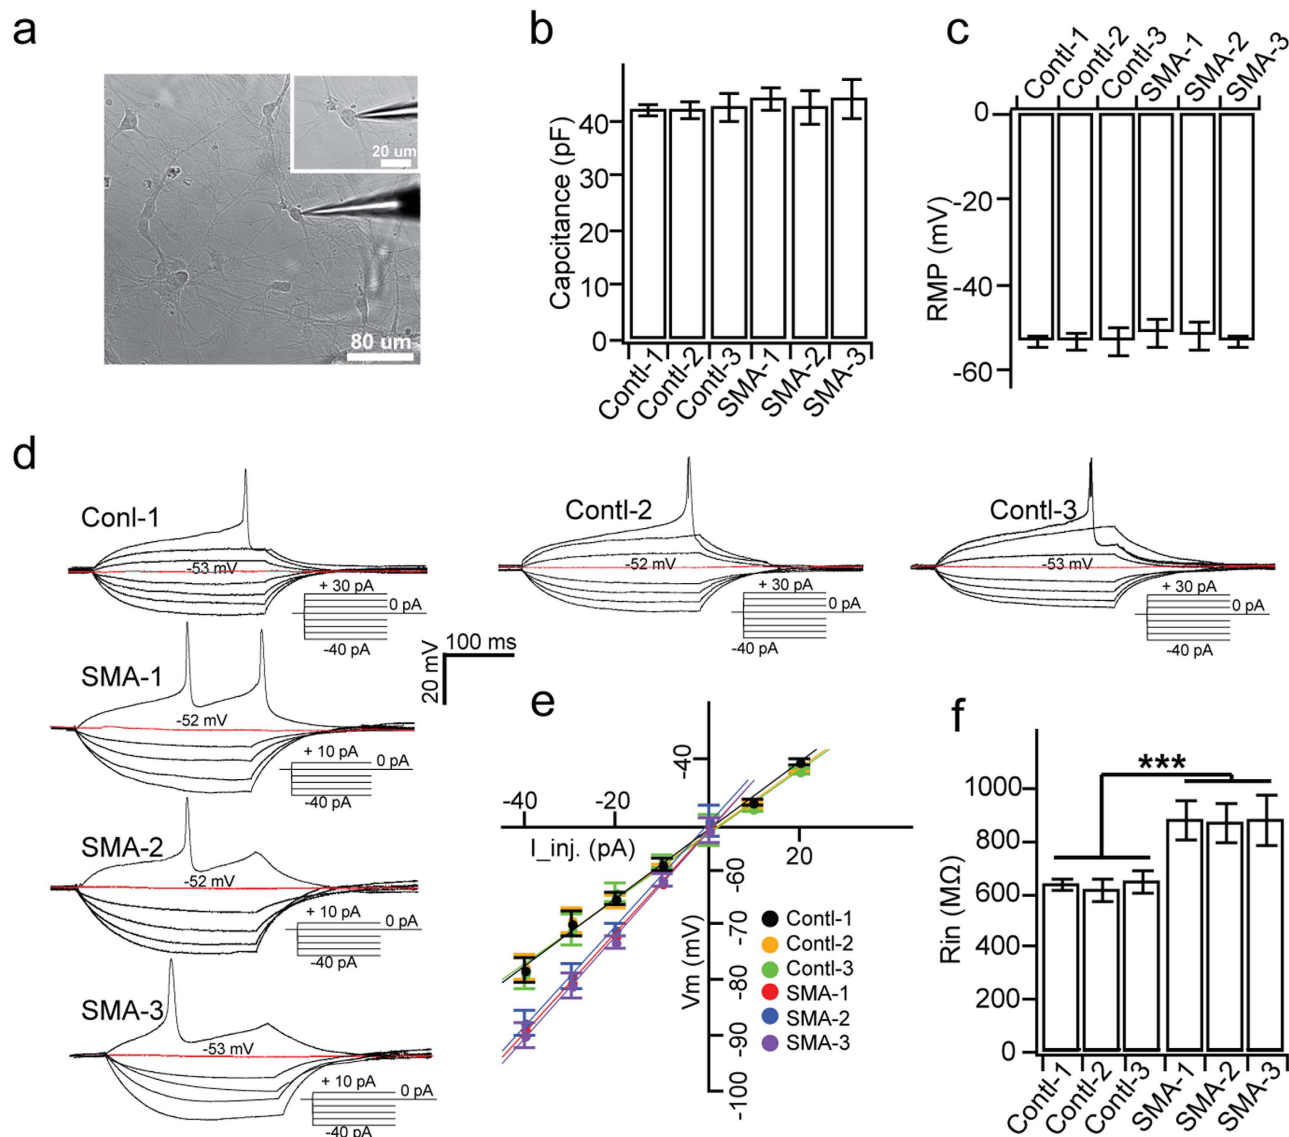 a
20 um
80 um
b
Capcitance (pF)
40
30
20
10
0
Contl-1
Contl-2
Contl-3
SMA-1
SMA-2
SMA-3
c
Contl-1
Contl-2
Contl-3
SMA-1
SMA-2
SMA-3
RMP (mV)
0
-20
-40
-60
d
Conl-1
-53 mV
+ 30 pA
0 pA
-40 pA
Contl-2
-52 mV
+ 30 pA
0 pA
-40 pA
Contl-3
-53 mV
+ 30 pA
0 pA
-40 pA
SMA-1
-52 mV
+ 10 pA
0 pA
-40 pA
100 ms
20 mV
SMA-2
-52 mV
+ 10 pA
0 pA
-40 pA
SMA-3
-53 mV
+ 10 pA
0 pA
-40 pA
e
-40
-40
-20
I_inj. (pA)
20
-60
-70
-80
-90
-100
Vm (mV)
Contl-1
Contl-2
Contl-3
SMA-1
SMA-2
SMA-3
f
***
Rin (MΩ)
1000
800
600
400
200
0
Contl-1
Contl-2
Contl-3
SMA-1
SMA-2
SMA-3